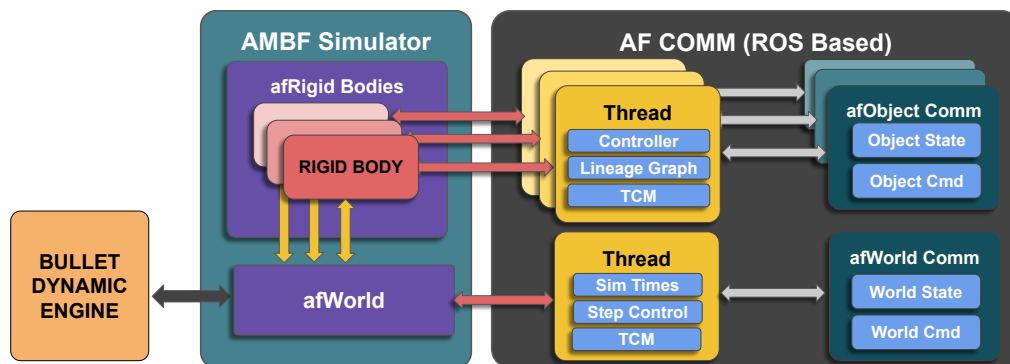 AMBF Simulator
AF COMM (ROS Based)
afRigid Bodies
RIGID BODY
Thread
Controller
Lineage Graph
TCM
afObject Comm
Object State
Object Cmd
BULLET
DYNAMIC
ENGINE
afWorld
Thread
Sim Times
Step Control
TCM
afWorld Comm
World State
World Cmd